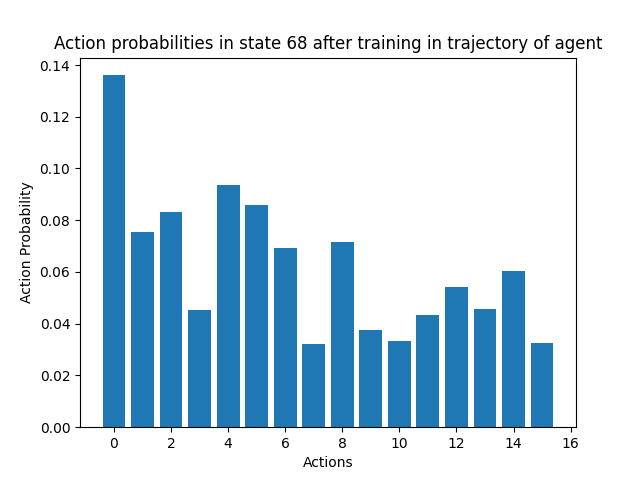 Action probabilities in state 68 after training in trajectory of agent
0.14
0.12
0.10
0.08
0.06
0.04
0.02
0.00
Action Probability
0 2 4 6 8 10 12 14 16
Actions